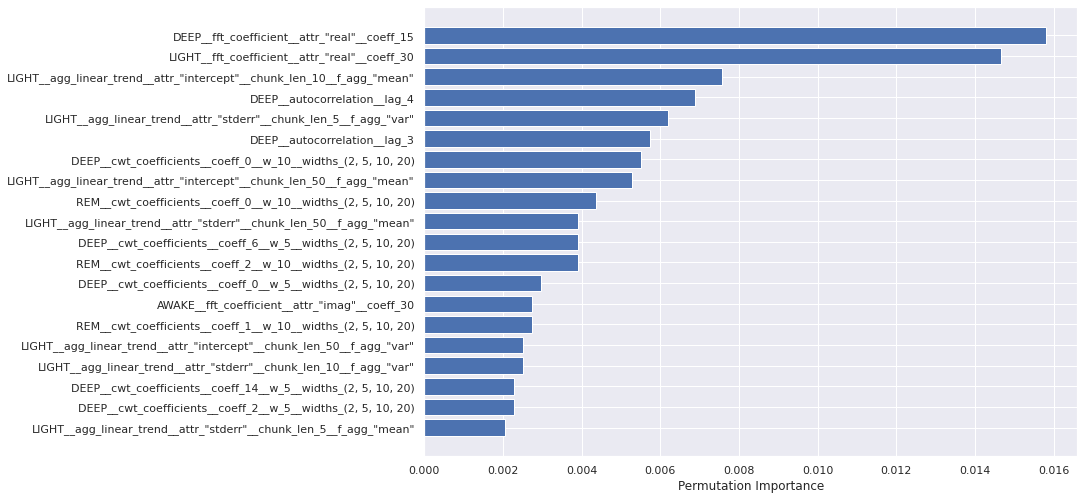 DEEP__fft_coefficient__attr_"real"__coeff_15
LIGHT__fft_coefficient__attr_"real"__coeff_30
LIGHT__agg_linear_trend__attr_"intercept"__chunk_len_10__f_agg_"mean"
DEEP__autocorrelation__lag_4
LIGHT__agg_linear_trend__attr_"stderr"__chunk_len_5__f_agg_"var"
DEEP__autocorrelation__lag_3
DEEP__cwt_coefficients__coeff_0__w_10__widths_(2, 5, 10, 20)
LIGHT__agg_linear_trend__attr_"intercept"__chunk_len_50__f_agg_"mean"
REM__cwt_coefficients__coeff_0__w_10__widths_(2, 5, 10, 20)
LIGHT__agg_linear_trend__attr_"stderr"__chunk_len_50__f_agg_"mean"
DEEP__cwt_coefficients__coeff_6__w_5__widths_(2, 5, 10, 20)
REM__cwt_coefficients__coeff_2__w_10__widths_(2, 5, 10, 20)
DEEP__cwt_coefficients__coeff_0__w_5__widths_(2, 5, 10, 20)
AWAKE__fft_coefficient__attr_"imag"__coeff_30
REM__cwt_coefficients__coeff_1__w_10__widths_(2, 5, 10, 20)
LIGHT__agg_linear_trend__attr_"intercept"__chunk_len_50__f_agg_"var"
LIGHT__agg_linear_trend__attr_"stderr"__chunk_len_10__f_agg_"var"
DEEP__cwt_coefficients__coeff_14__w_5__widths_(2, 5, 10, 20)
DEEP__cwt_coefficients__coeff_2__w_5__widths_(2, 5, 10, 20)
LIGHT__agg_linear_trend__attr_"stderr"__chunk_len_5__f_agg_"mean"
0.000 0.002 0.004 0.006 0.008 0.010 0.012 0.014 0.016
Permutation Importance